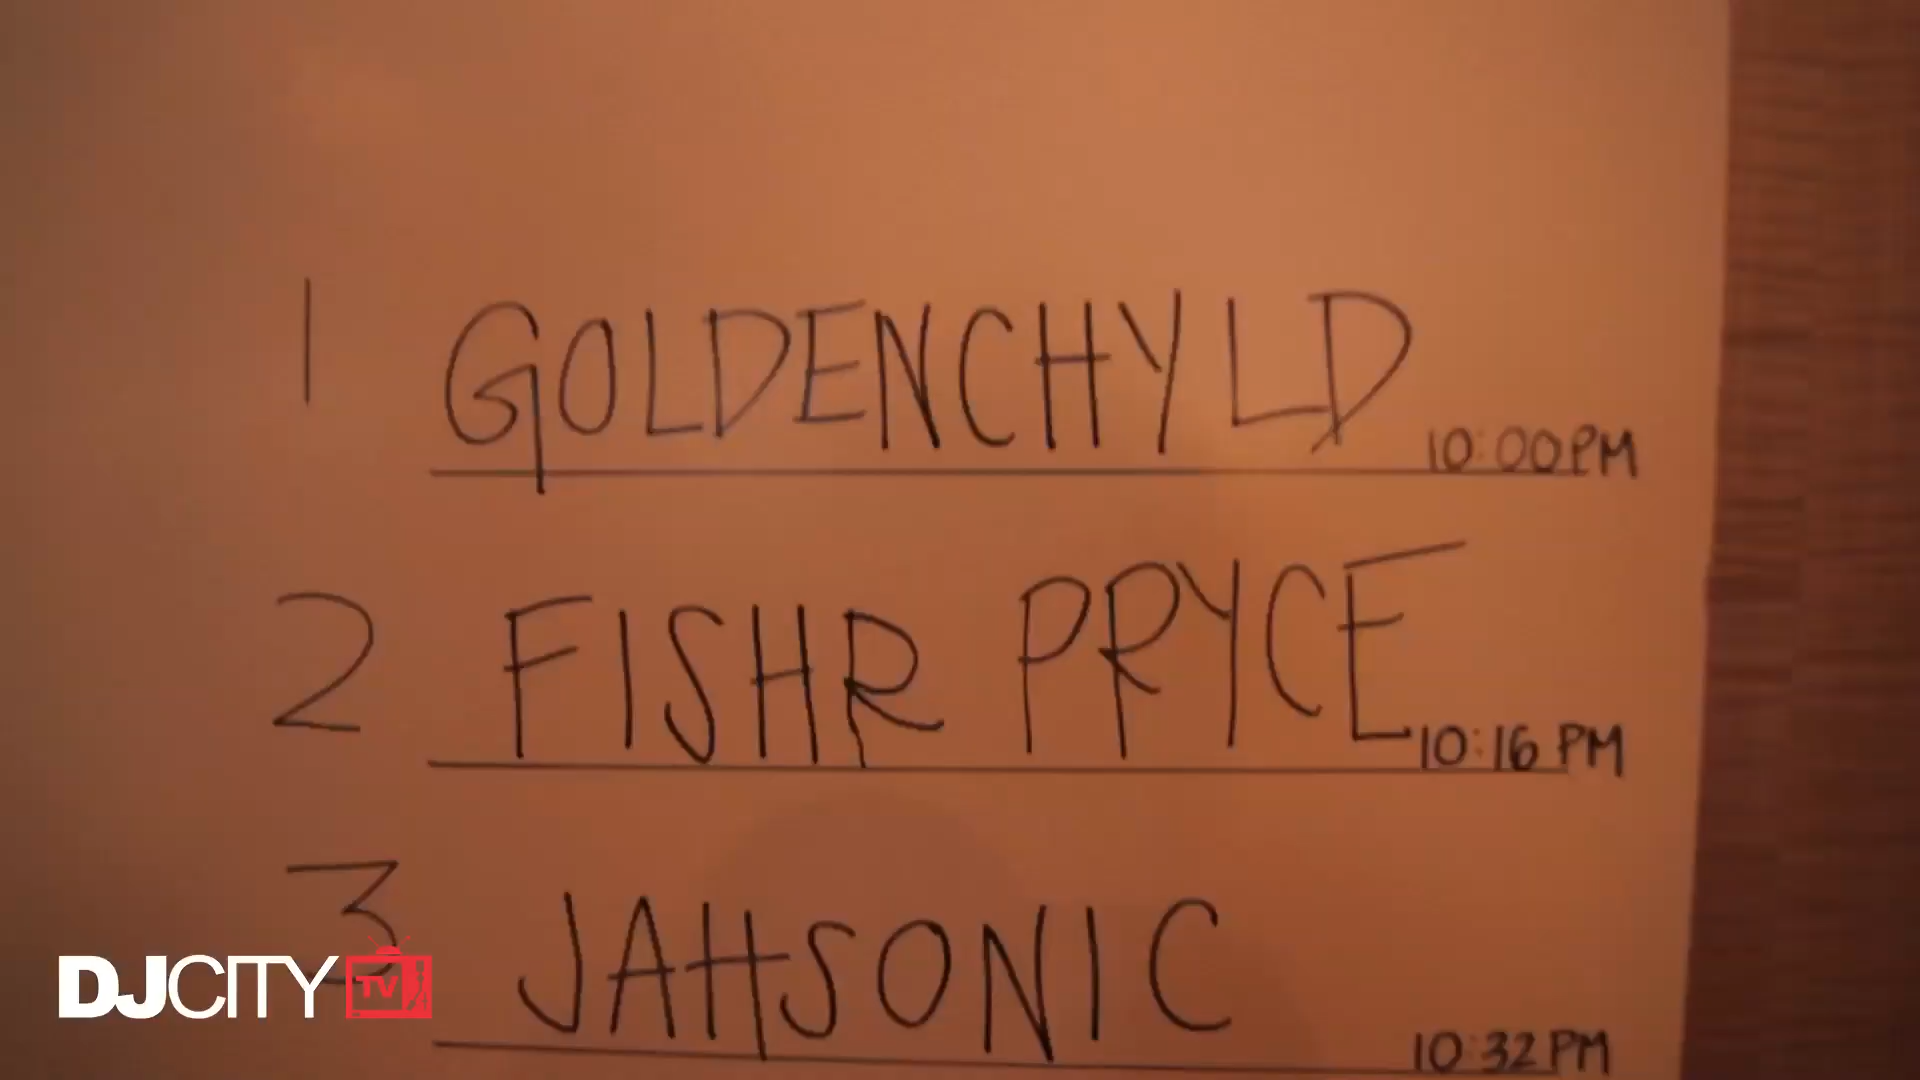 1 GOLDENCHYLD 10:00PM
2 FISHR PRYCE 10:16 PM
3 JAHSONIC 10:32 PM
DJCITY TV